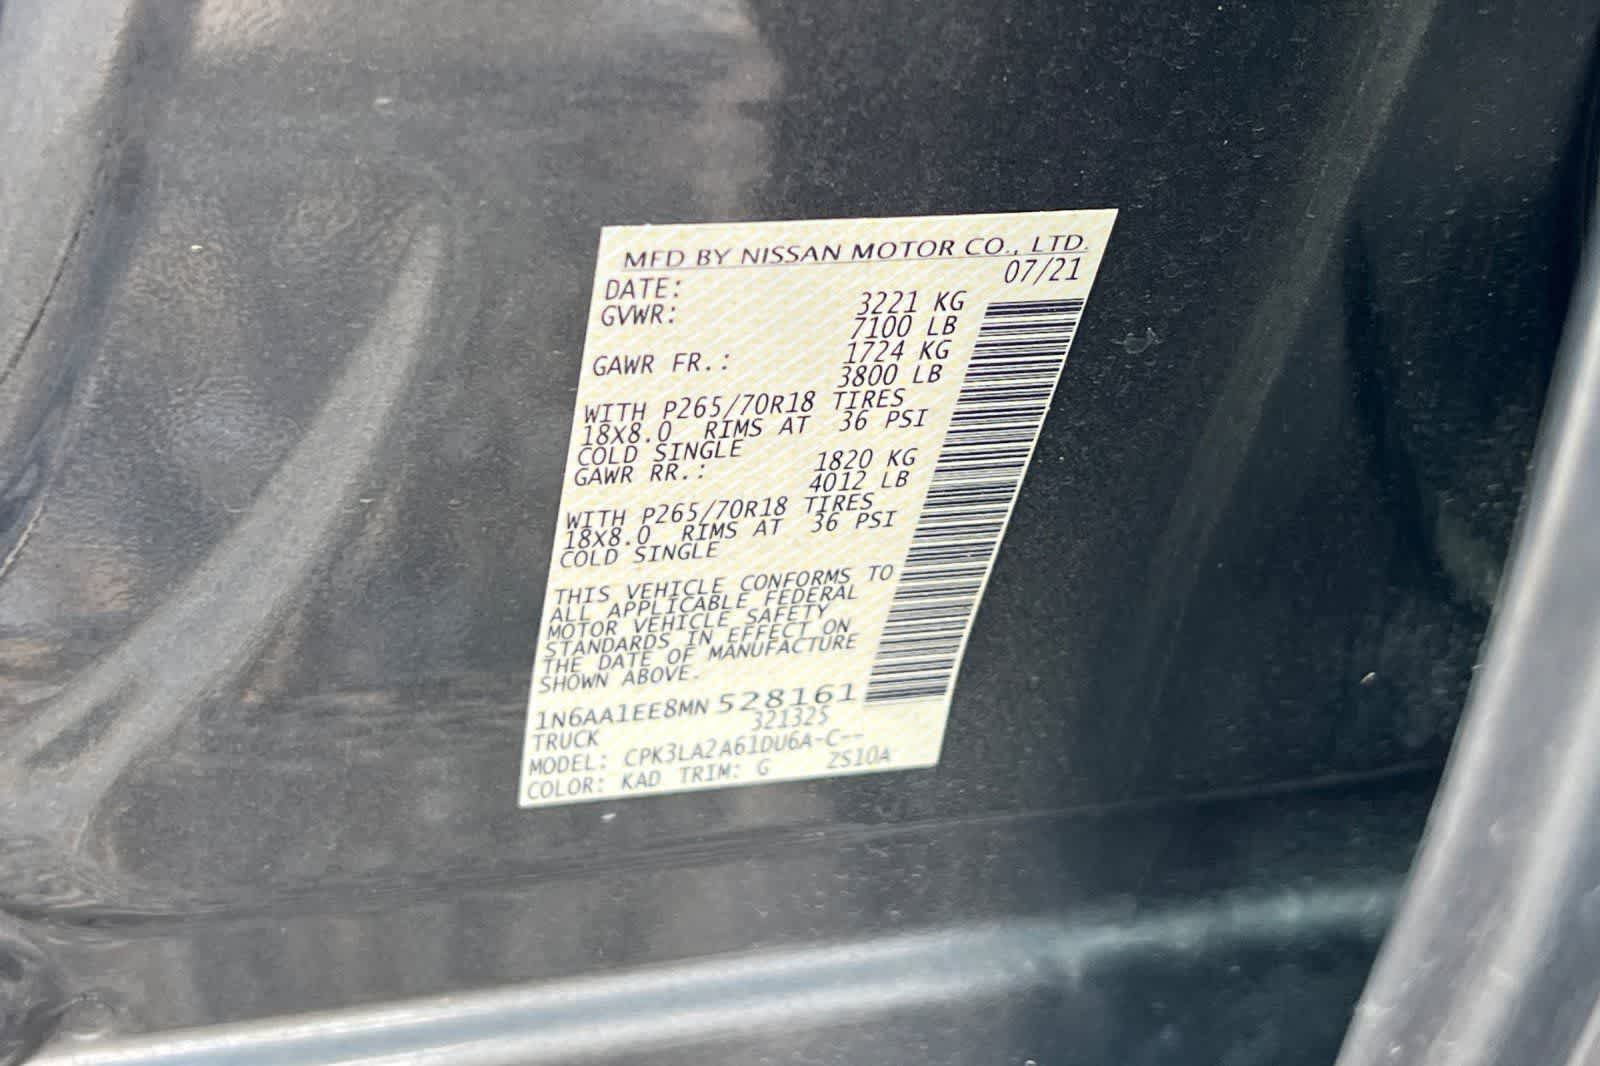 MFD BY NISSAN MOTOR CO., LTD.
DATE: 07/21
GVWR: 3221 KG
7100 LB
GAWR FR.: 1724 KG
3800 LB
WITH P265/70R18 TIRES
18X8.0 RIMS AT 36 PSI
COLD SINGLE
GAWR RR.: 1820 KG
4012 LB
WITH P265/70R18 TIRES
18X8.0 RIMS AT 36 PSI
COLD SINGLE
THIS VEHICLE CONFORMS TO
ALL APPLICABLE FEDERAL
MOTOR VEHICLE SAFETY
STANDARDS IN EFFECT ON
THE DATE OF MANUFACTURE
SHOWN ABOVE.
1N6AA1EE8MN 528161
TRUCK 321325
MODEL: CPK3LA2A61DU6A-C--
COLOR: KAD TRIM: G ZS10A